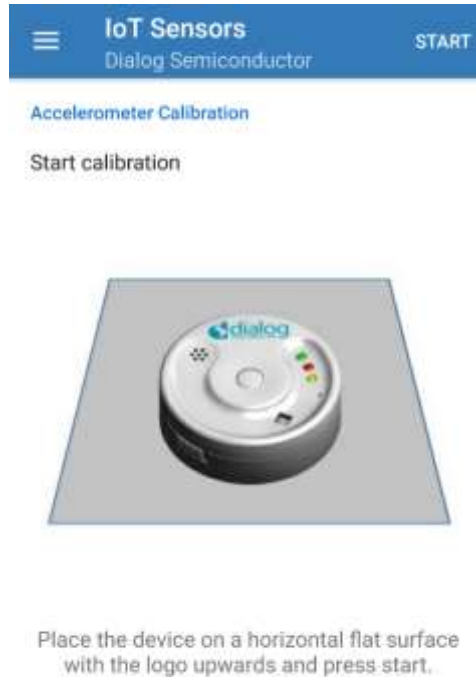 IoT Sensors
START
Dialog Semiconductor
Accelerometer Calibration
Start calibration
dialog
Place the device on a horizontal flat surface
with the logo upwards and press start.